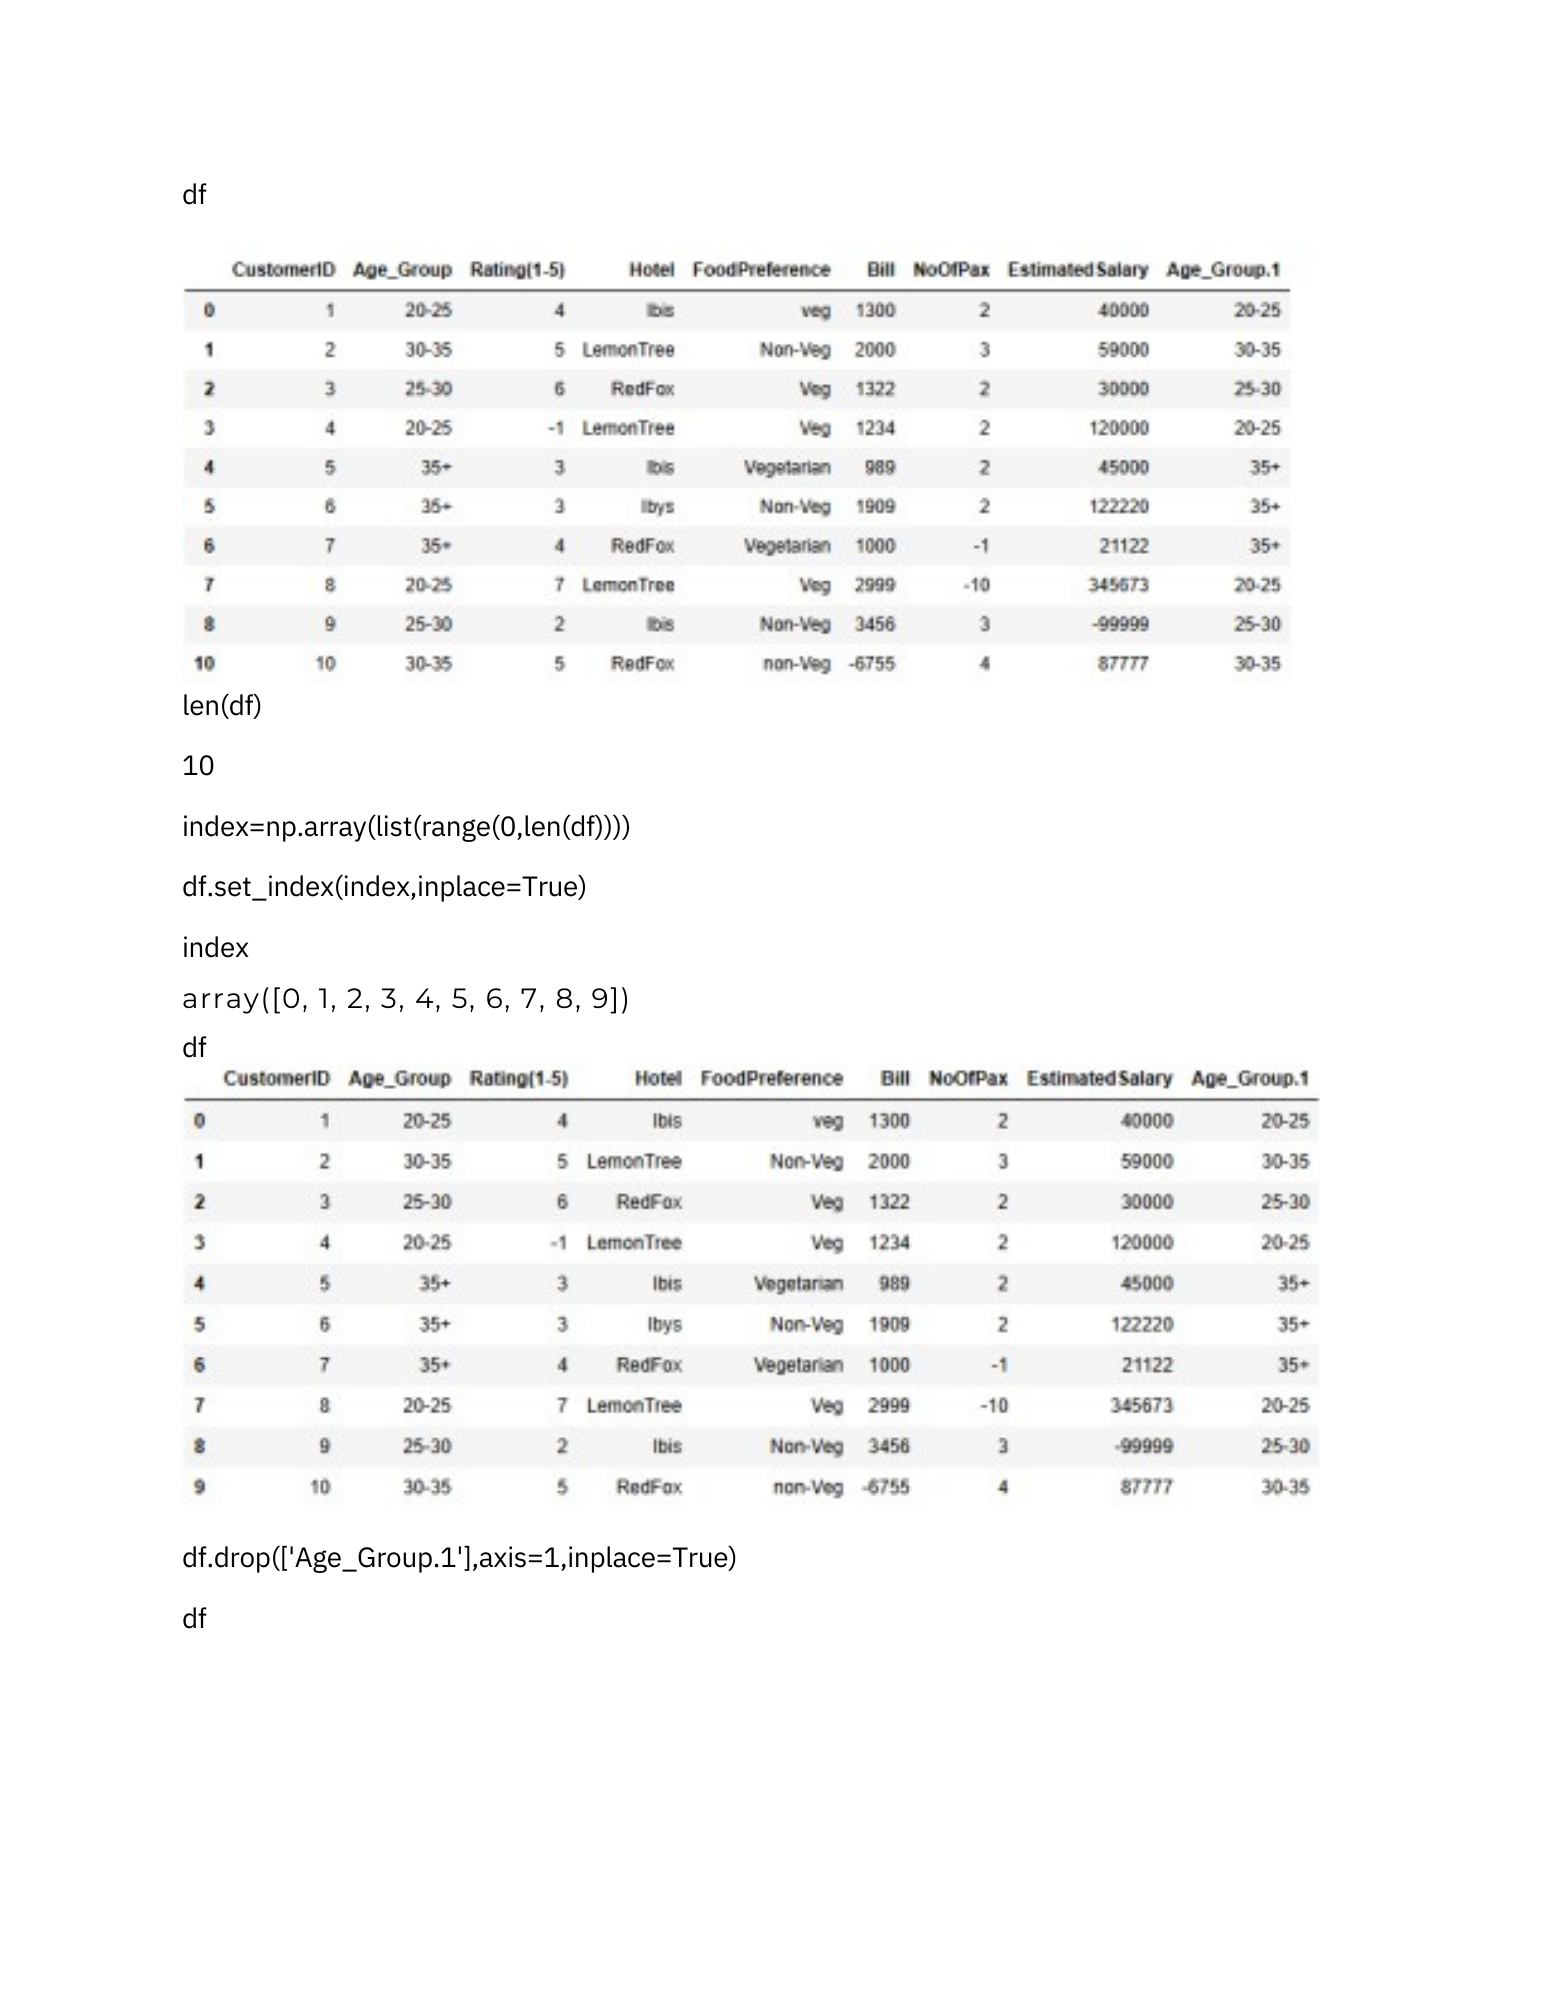 df
CustomerID Age_Group Rating(1-5) Hotel FoodPreference Bill NoOfPax EstimatedSalary Age_Group.1
0 1 20-25 4 Ibis veg 1300 2 40000 20-25
1 2 30-35 5 LemonTree Non-Veg 2000 3 59000 30-35
2 3 25-30 6 RedFox Veg 1322 2 30000 25-30
3 4 20-25 -1 LemonTree Veg 1234 2 120000 20-25
4 5 35+ 3 Ibis Vegetarian 989 2 45000 35+
5 6 35+ 3 Ibys Non-Veg 1909 2 122220 35+
6 7 35+ 4 RedFox Vegetarian 1000 -1 21122 35+
7 8 20-25 7 LemonTree Veg 2999 -10 345673 20-25
8 9 25-30 2 Ibis Non-Veg 3456 3 -99999 25-30
10 10 30-35 5 RedFox non-Veg -6755 4 87777 30-35
len(df)
10
index=np.array(list(range(0,len(df))))
df.set_index(index,inplace=True)
index
array([0, 1, 2, 3, 4, 5, 6, 7, 8, 9])
df
CustomerID Age_Group Rating(1-5) Hotel FoodPreference Bill NoOfPax EstimatedSalary Age_Group.1
0 1 20-25 4 Ibis veg 1300 2 40000 20-25
1 2 30-35 5 LemonTree Non-Veg 2000 3 59000 30-35
2 3 25-30 6 RedFox Veg 1322 2 30000 25-30
3 4 20-25 -1 LemonTree Veg 1234 2 120000 20-25
4 5 35+ 3 Ibis Vegetarian 989 2 45000 35+
5 6 35+ 3 Ibys Non-Veg 1909 2 122220 35+
6 7 35+ 4 RedFox Vegetarian 1000 -1 21122 35+
7 8 20-25 7 LemonTree Veg 2999 -10 345673 20-25
8 9 25-30 2 Ibis Non-Veg 3456 3 -99999 25-30
9 10 30-35 5 RedFox non-Veg -6755 4 87777 30-35
df.drop(['Age_Group.1'],axis=1,inplace=True)
df